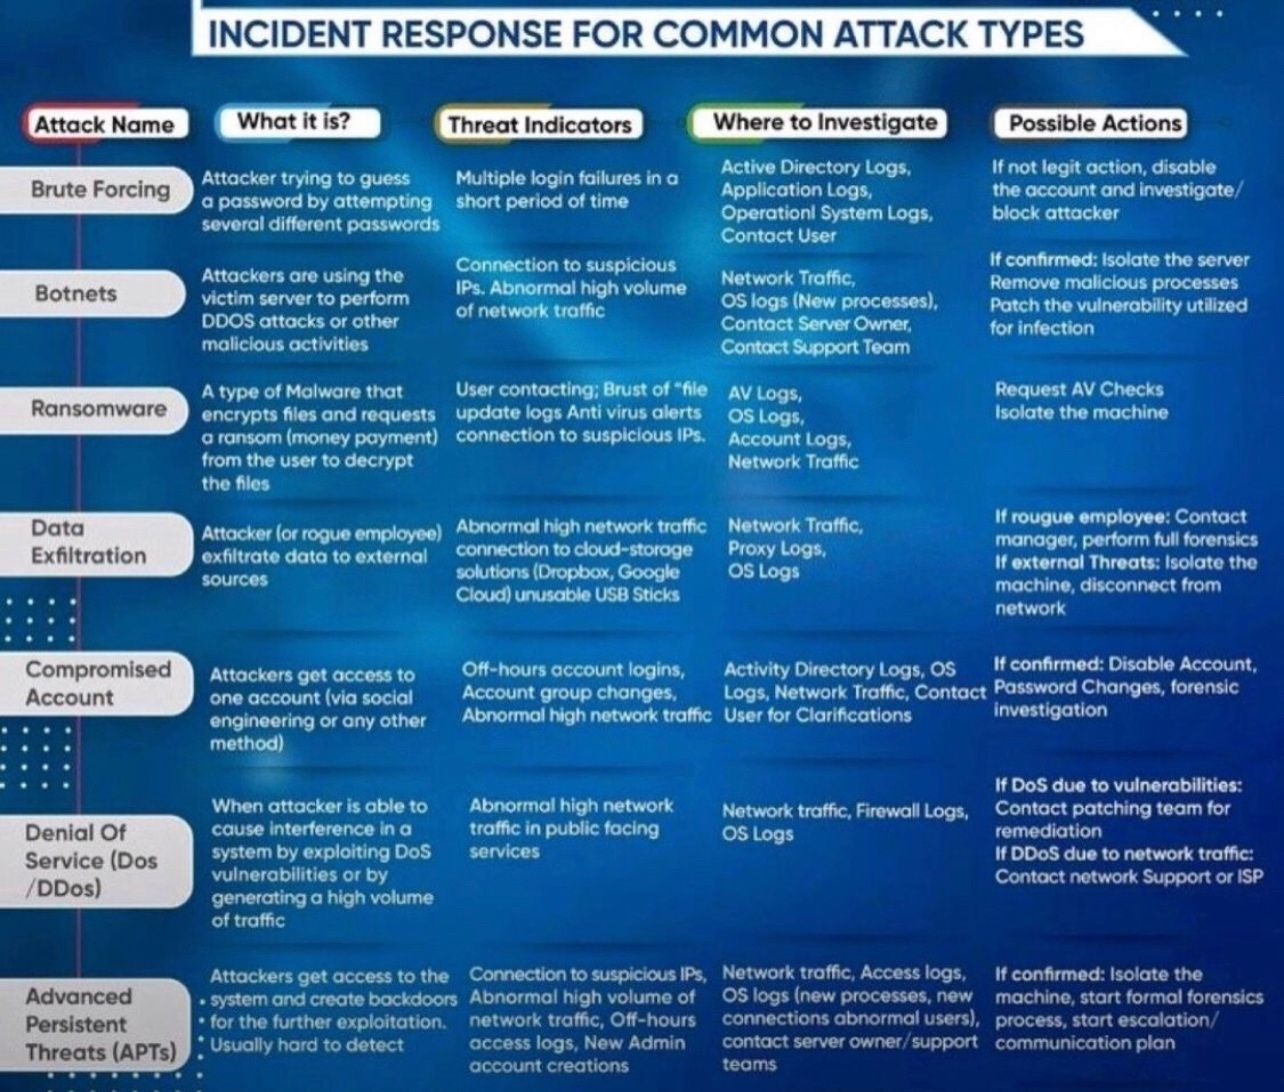 INCIDENT RESPONSE FOR COMMON ATTACK TYPES
Attack Name
What it is?
Threat Indicators
Where to Investigate
Possible Actions
Brute Forcing
Attacker trying to guess
a password by attempting
several different passwords
Multiple login failures in a
short period of time
Active Directory Logs,
Application Logs,
Operationl System Logs,
Contact User
If not legit action, disable
the account and investigate/
block attacker
Botnets
Attackers are using the
victim server to perform
DDOS attacks or other
malicious activities
Connection to suspicious
IPs. Abnormal high volume
of network traffic
Network Traffic,
OS logs (New processes),
Contact Server Owner,
Contact Support Team
If confirmed: Isolate the server
Remove malicious processes
Patch the vulnerability utilized
for infection
Ransomware
A type of Malware that
encrypts files and requests
a ransom (money payment)
from the user to decrypt
the files
User contacting; Brust of "file
update logs Anti virus alerts
connection to suspicious IPs.
AV Logs,
OS Logs,
Account Logs,
Network Traffic
Request AV Checks
Isolate the machine
Data
Exfiltration
Attacker (or rogue employee)
exfiltrate data to external
sources
Abnormal high network traffic
connection to cloud-storage
solutions (Dropbox, Google
Cloud) unusable USB Sticks
Network Traffic,
Proxy Logs,
OS Logs
If rougue employee: Contact
manager, perform full forensics
If external Threats: Isolate the
machine, disconnect from
network
Compromised
Account
Attackers get access to
one account (via social
engineering or any other
method)
Off-hours account logins,
Account group changes,
Abnormal high network traffic
Activity Directory Logs, OS
Logs, Network Traffic, Contact
User for Clarifications
If confirmed: Disable Account,
Password Changes, forensic
investigation
Denial Of
Service (Dos
/DDos)
When attacker is able to
cause interference in a
system by exploiting DoS
vulnerabilities or by
generating a high volume
of traffic
Abnormal high network
traffic in public facing
services
Network traffic, Firewall Logs,
OS Logs
If DoS due to vulnerabilities:
Contact patching team for
remediation
If DDoS due to network traffic:
Contact network Support or ISP
Advanced
Persistent
Threats (APTs)
Attackers get access to the
system and create backdoors
for the further exploitation.
Usually hard to detect
Connection to suspicious IPs,
Abnormal high volume of
network traffic, Off-hours
access logs, New Admin
account creations
Network traffic, Access logs,
OS logs (new processes, new
connections abnormal users),
contact server owner/support
teams
If confirmed: Isolate the
machine, start formal forensics
process, start escalation/
communication plan